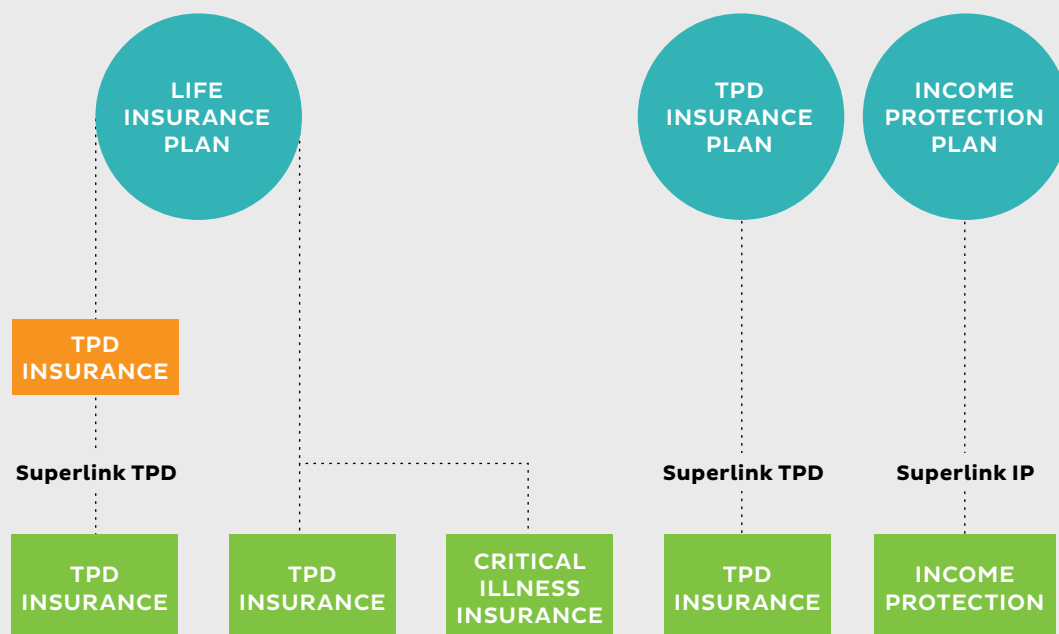 LIFE
INSURANCE
PLAN
TPD
INSURANCE
PLAN
INCOME
PROTECTION
PLAN
TPD
INSURANCE
Superlink TPD
Superlink TPD
Superlink IP
TPD
INSURANCE
TPD
INSURANCE
CRITICAL
ILLNESS
INSURANCE
TPD
INSURANCE
INCOME
PROTECTION